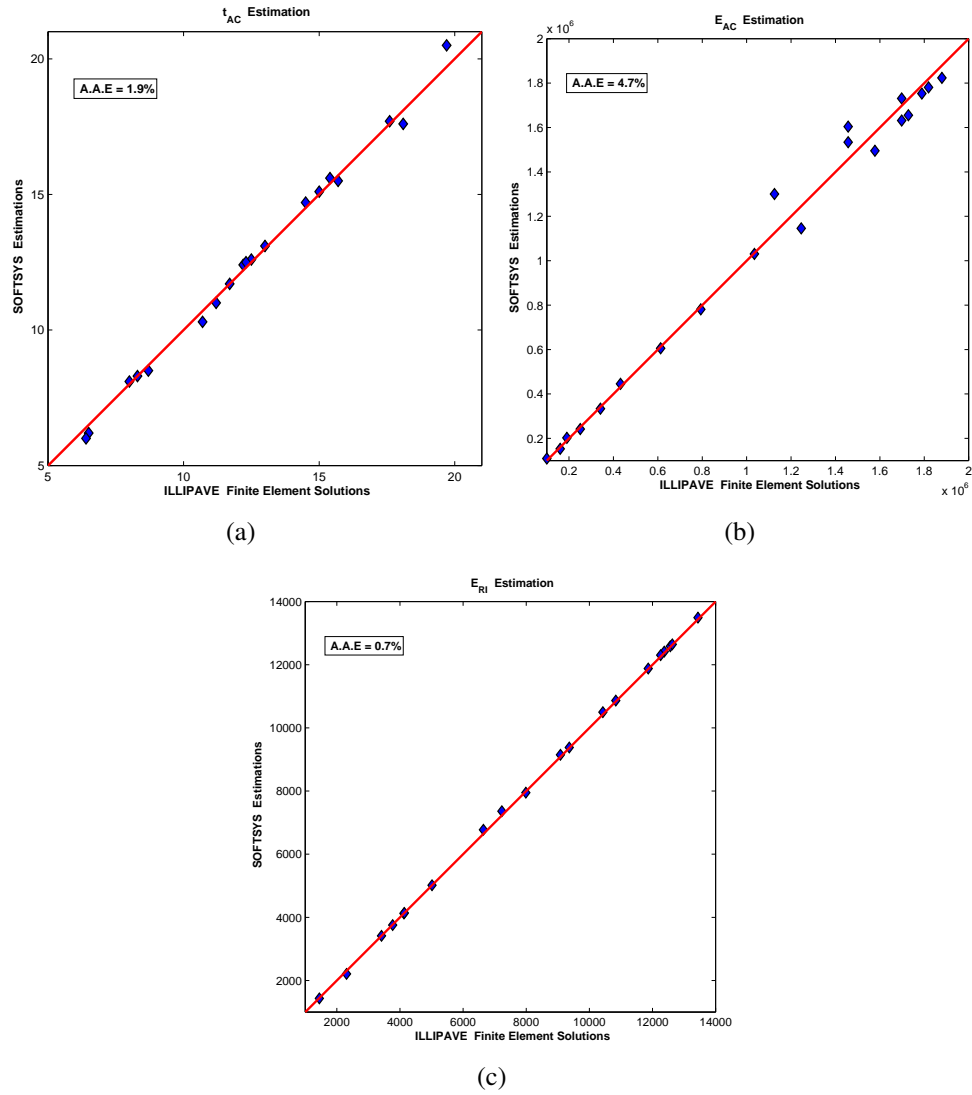 t_AC Estimation
20
15
10
5
A.A.E = 1.9%
SOFTSYS Estimations
5 10 15 20
ILLIPAVE Finite Element Solutions
(a)
E_AC Estimation
x 10^6
2
1.8
1.6
1.4
1.2
1
0.8
0.6
0.4
0.2
A.A.E = 4.7%
SOFTSYS Estimations
0.2 0.4 0.6 0.8 1 1.2 1.4 1.6 1.8 2
x 10^6
ILLIPAVE Finite Element Solutions
(b)
E_RI Estimation
14000
12000
10000
8000
6000
4000
2000
A.A.E = 0.7%
SOFTSYS Estimations
2000 4000 6000 8000 10000 12000 14000
ILLIPAVE Finite Element Solutions
(c)